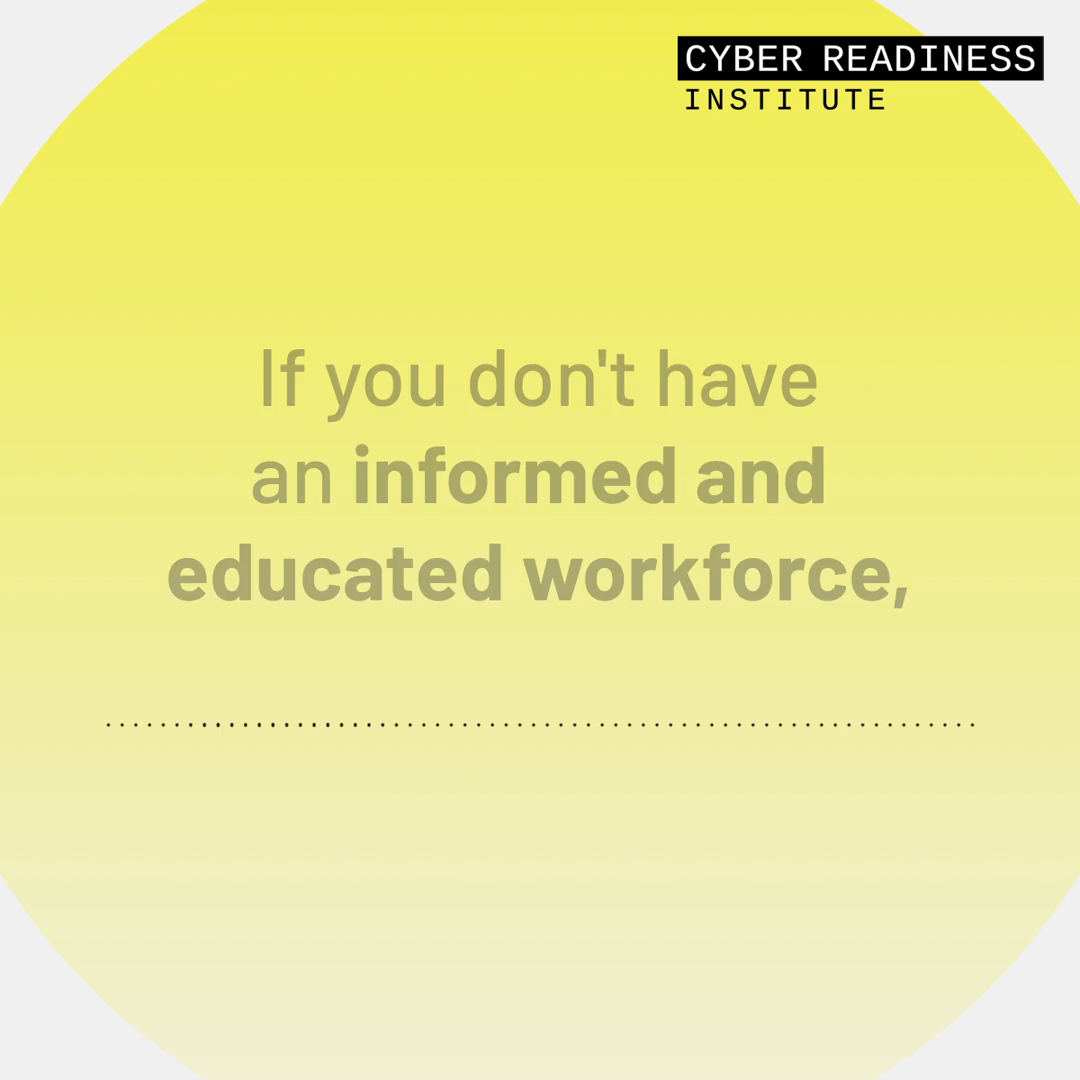 CYBER READINESS
INSTITUTE
If you don't have
an informed and
educated workforce,